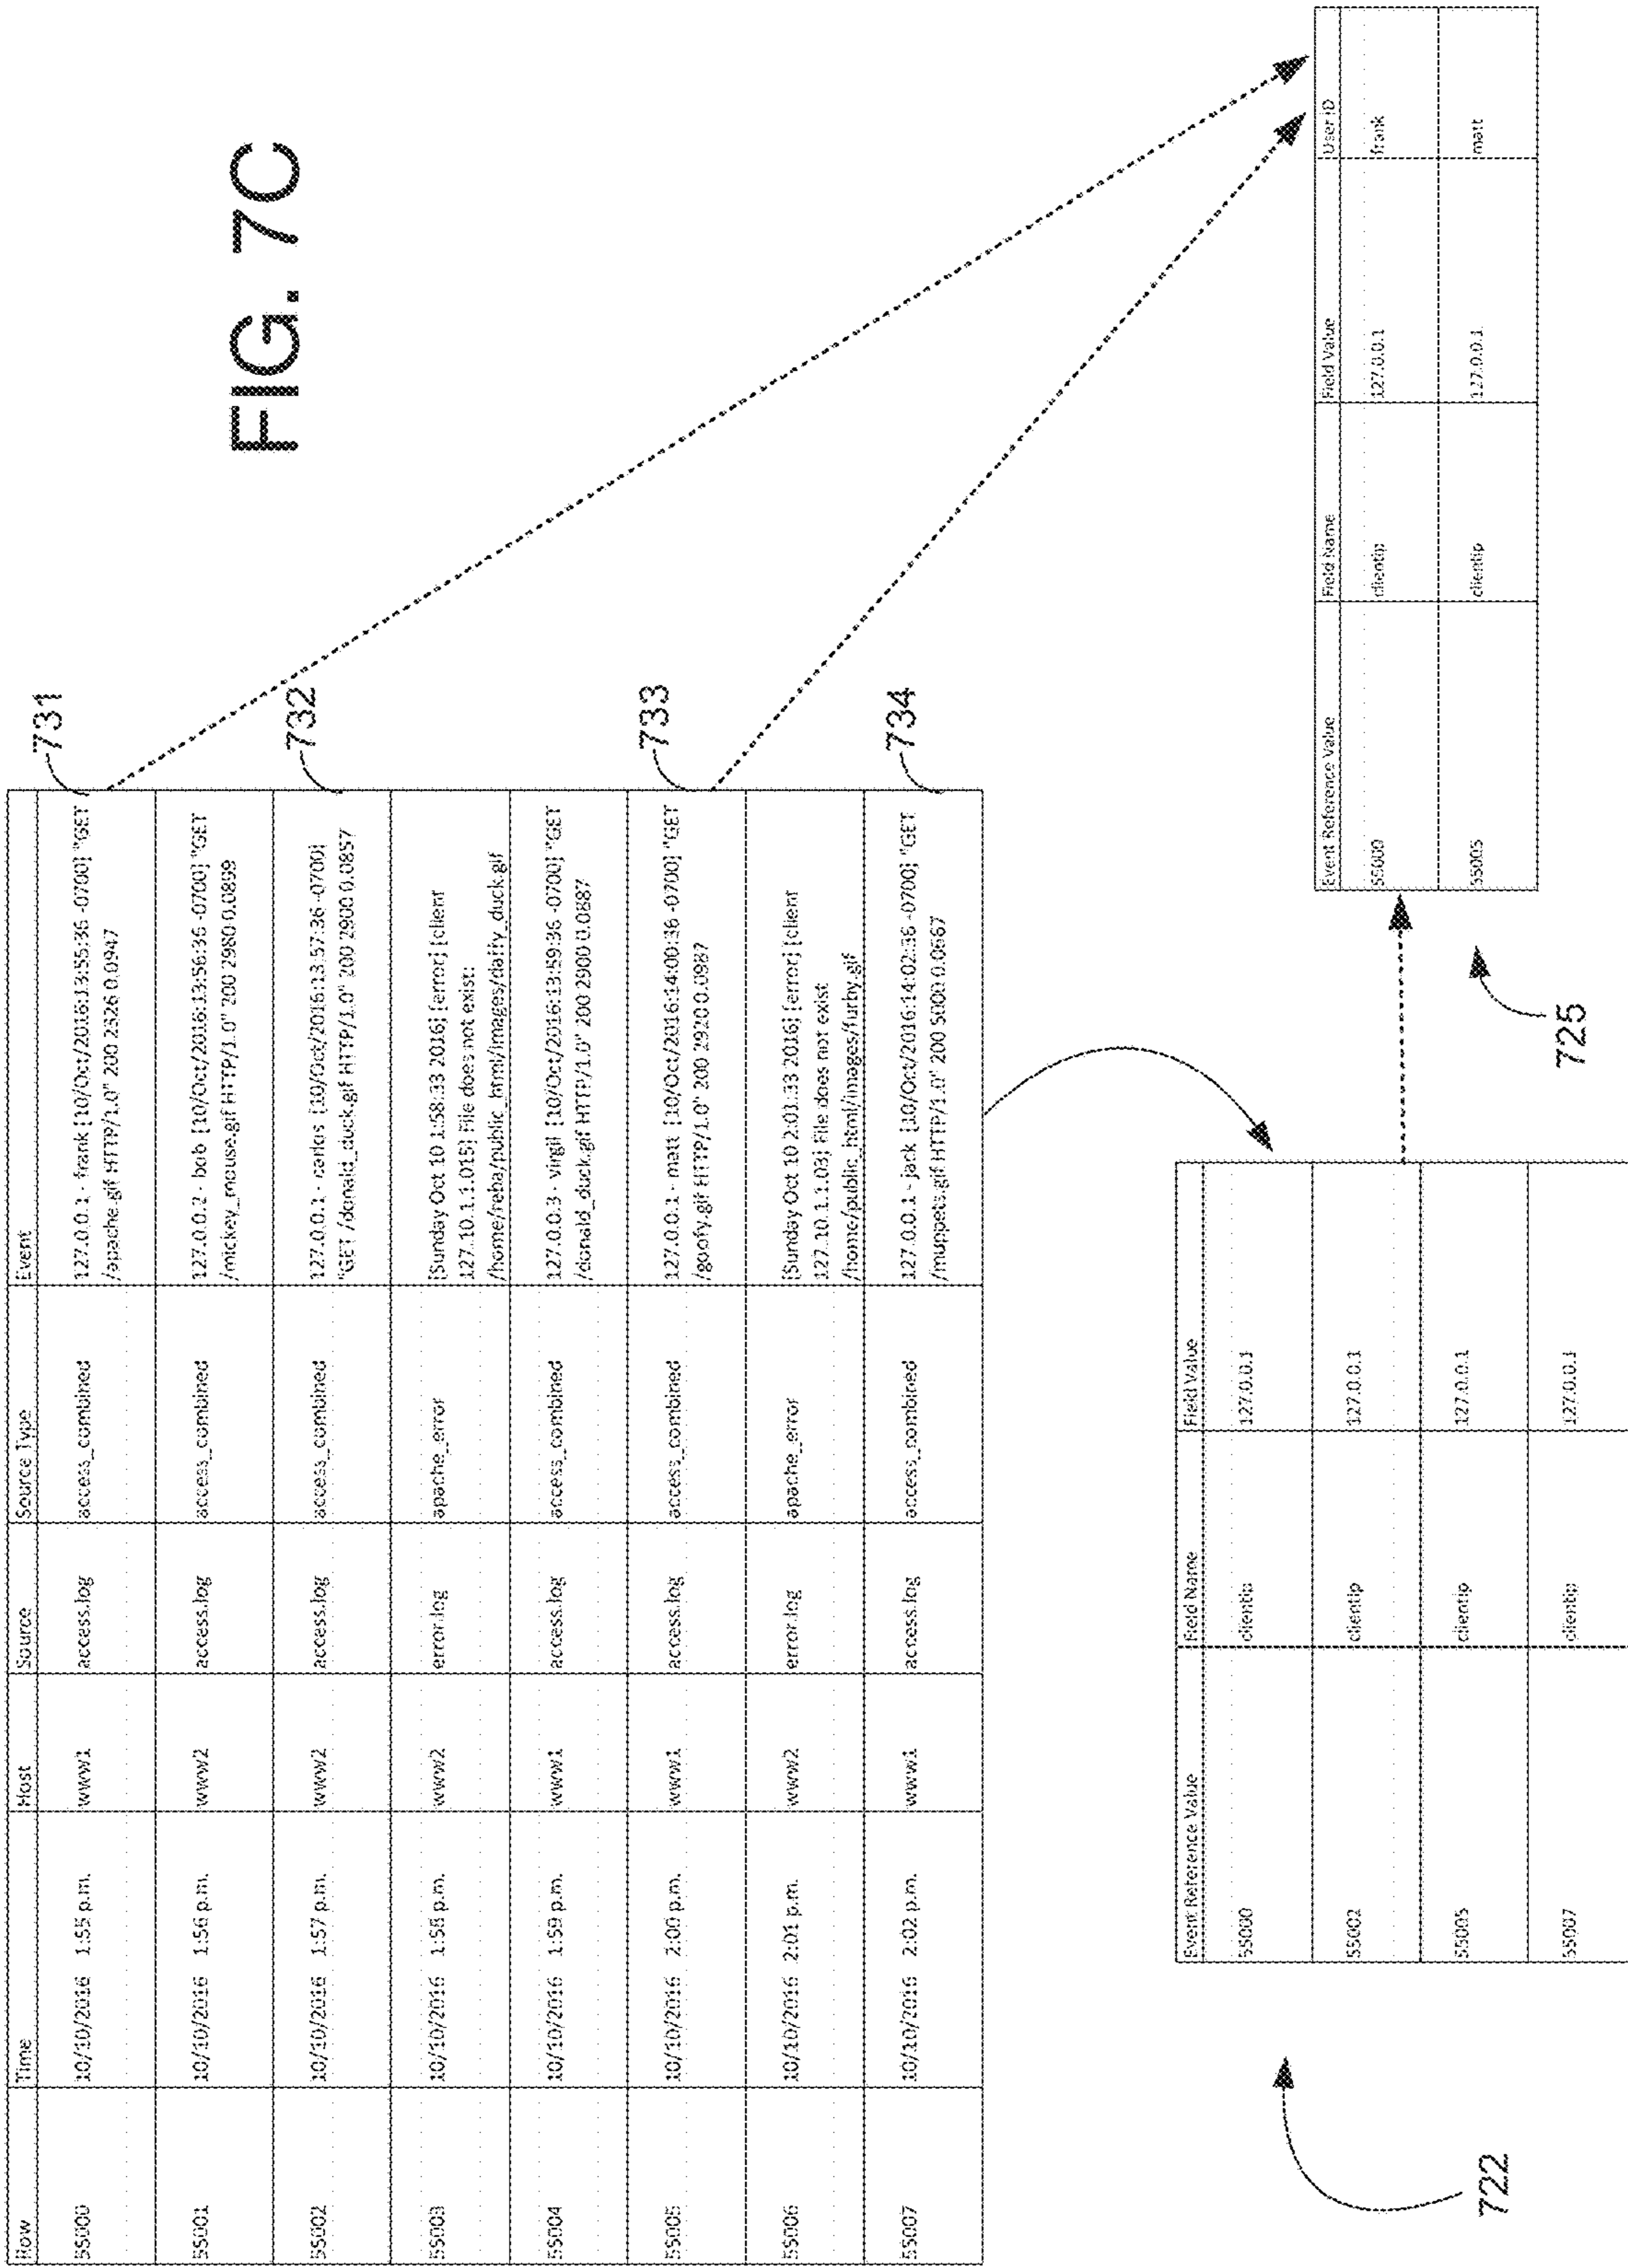 FIG. 7C
Row Time Host Source Source Type Event
55000 10/10/2016 1:55 p.m. www1 access.log access_combined 127.0.0.1 - frank [10/Oct/2016:13:55:36 -0700] "GET
/apache.gif HTTP/1.0" 200 2326 0.0947
731
55001 10/10/2016 1:56 p.m. www2 access.log access_combined 127.0.0.2 - bob [10/Oct/2016:13:56:36 -0700] "GET
/mickey_mouse.gif HTTP/1.0" 200 2980 0.0899
55002 10/10/2016 1:57 p.m. www2 access.log access_combined 127.0.0.1 - carlos [10/Oct/2016:13:57:36 -0700]
"GET /donald_duck.gif HTTP/1.0" 200 2900 0.0857
732
55003 10/10/2016 1:58 p.m. www2 error.log apache_error [Sunday Oct 10 1:58:33 2016] [error] [client
127.10.1.1.015] File does not exist:
/home/reba/public_html/images/daffy_duck.gif
55004 10/10/2016 1:59 p.m. www1 access.log access_combined 127.0.0.3 - virgil [10/Oct/2016:13:59:36 -0700] "GET
/donald_duck.gif HTTP/1.0" 200 2900 0.0887
55005 10/10/2016 2:00 p.m. www1 access.log access_combined 127.0.0.1 - matt [10/Oct/2016:14:00:36 -0700] "GET
/goofy.gif HTTP/1.0" 200 2920 0.0987
733
55006 10/10/2016 2:01 p.m. www2 error.log apache_error [Sunday Oct 10 2:01:33 2016] [error] [client
127.10.1.1.03] File does not exist
/home/public_html/images/furby.gif
55007 10/10/2016 2:02 p.m. www1 access.log access_combined 127.0.0.1 - jack [10/Oct/2016:14:02:36 -0700] "GET
/muppets.gif HTTP/1.0" 200 5000 0.0667
734
Event Reference Value Field Name Field Value
55000 clientip 127.0.0.1
55002 clientip 127.0.0.1
55005 clientip 127.0.0.1
55007 clientip 127.0.0.1
722
Event Reference Value Field Name Field Value User ID
55000 clientip 127.0.0.1 frank
55005 clientip 127.0.0.1 matt
725